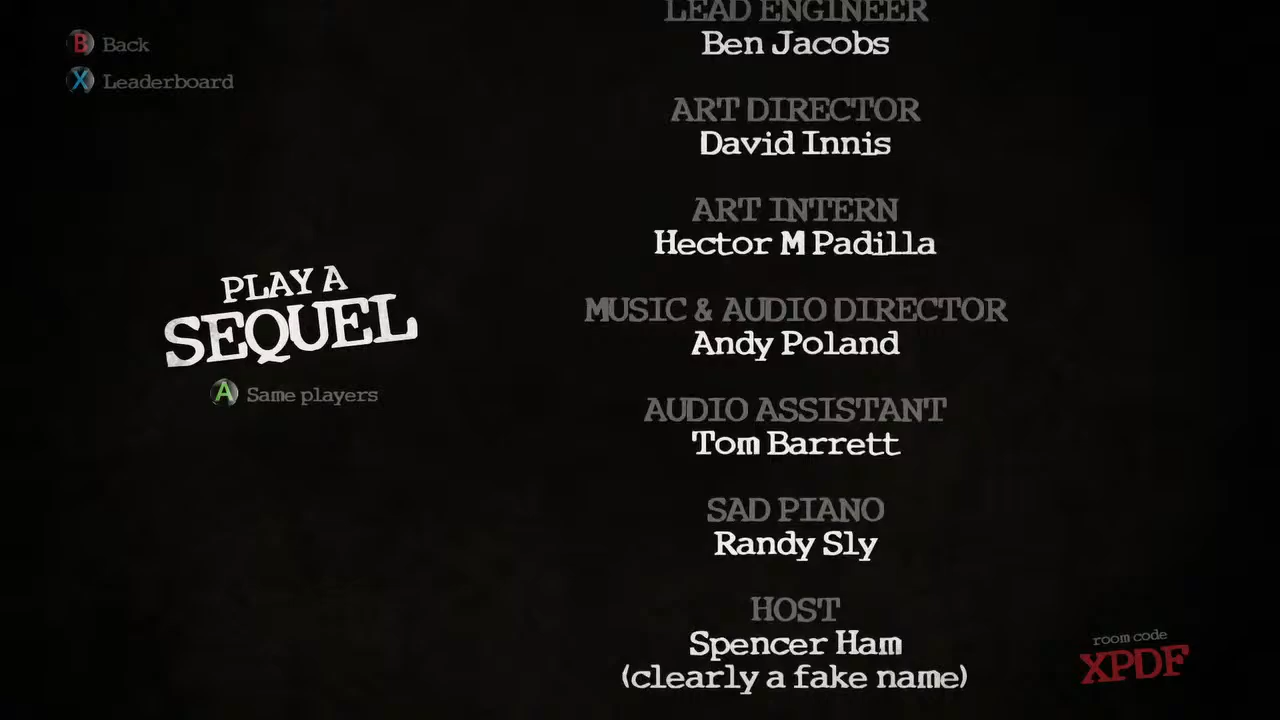 B Back
X Leaderboard
PLAY A
SEQUEL
A Same players
LEAD ENGINEER
Ben Jacobs
ART DIRECTOR
David Innis
ART INTERN
Hector M Padilla
MUSIC & AUDIO DIRECTOR
Andy Poland
AUDIO ASSISTANT
Tom Barrett
SAD PIANO
Randy Sly
HOST
Spencer Ham
(clearly a fake name)
room code
XPDF